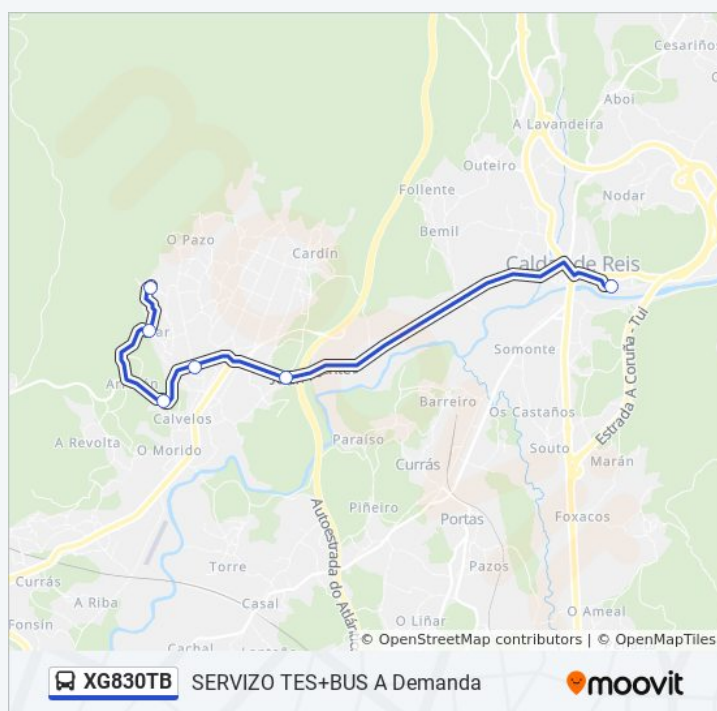 Cesariños
Aboi
A Lavandeira
Outeiro
Follente
Nodar
Bemil
O Pazo
Cardín
Caldas de Reis
Somonte
Estrada A Coruña - Tui
Barreiro
Os Castaños
Calvelos
A Revolta
O Morido
Paraíso
Souto
Marán
Currás
Piñeiro
Portas
Foxacos
Autoestrada do Atlántico
Torre
Pazos
Currás
Casal
A Riba
O Liñar
O Ameal
Fonsín
Cachal
© OpenStreetMap contributors | © OpenMapTiles
XG830TB
SERVIZO TES+BUS A Demanda
moovit